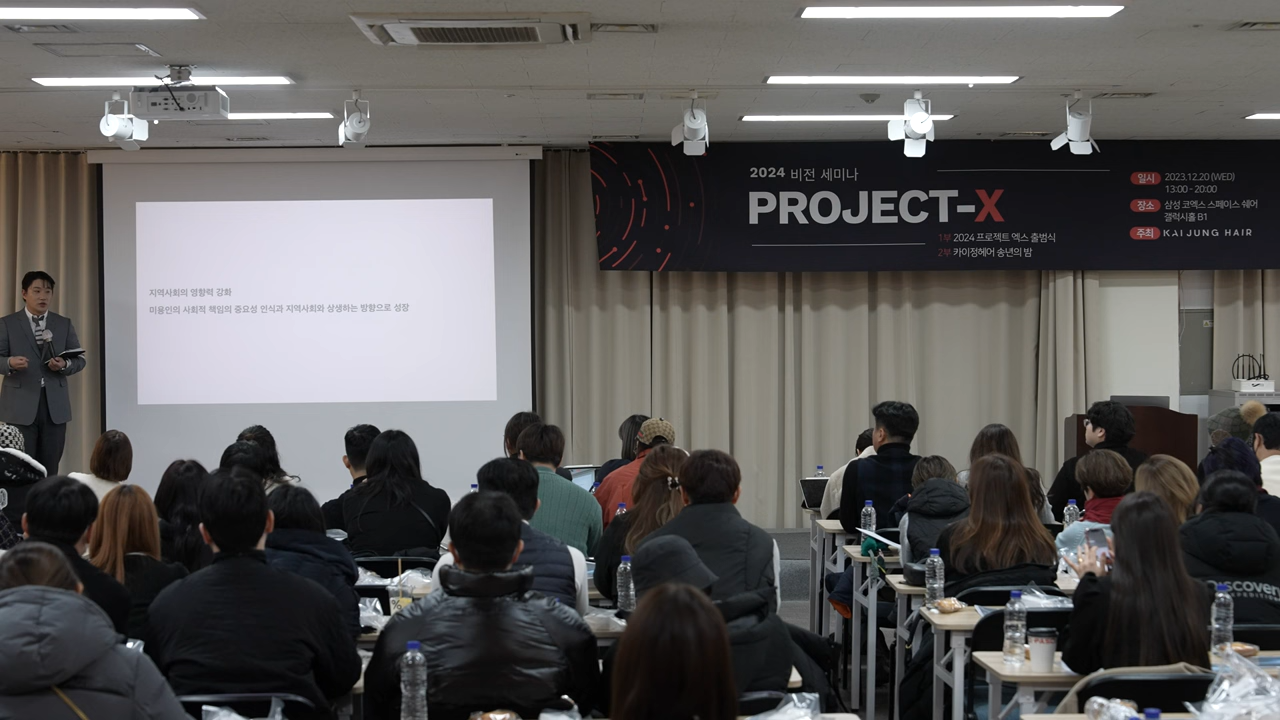 지역사회의 영향력 강화
미용인의 사회적 책임의 중요성 인식과 지역사회와 상생하는 방향으로 성장
2024 비전 세미나
PROJECT-X
1부 2024 프로젝트 엑스 출범식
2부 카이정헤어 송년의 밤
일시 2023.12.20 (WED)
13:00 - 20:00
장소 삼성 코엑스 스페이스 쉐어
갤럭시홀 B1
주최 KAI JUNG HAIR
DISCOVERY